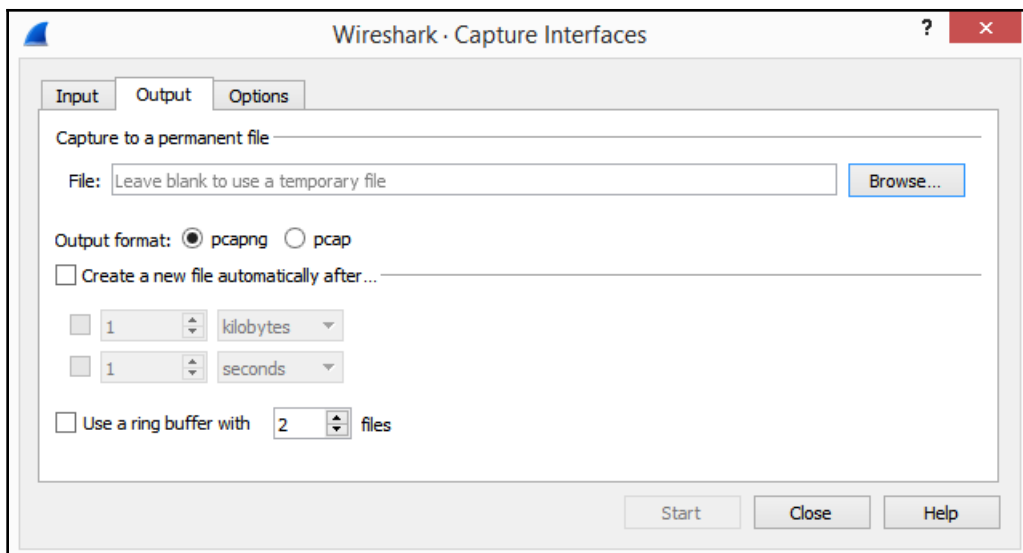 Wireshark · Capture Interfaces
?
Input Output Options
Capture to a permanent file
File: Leave blank to use a temporary file Browse...
Output format: pcapng pcap
Create a new file automatically after...
1 kilobytes
1 seconds
Use a ring buffer with 2 files
Start Close Help